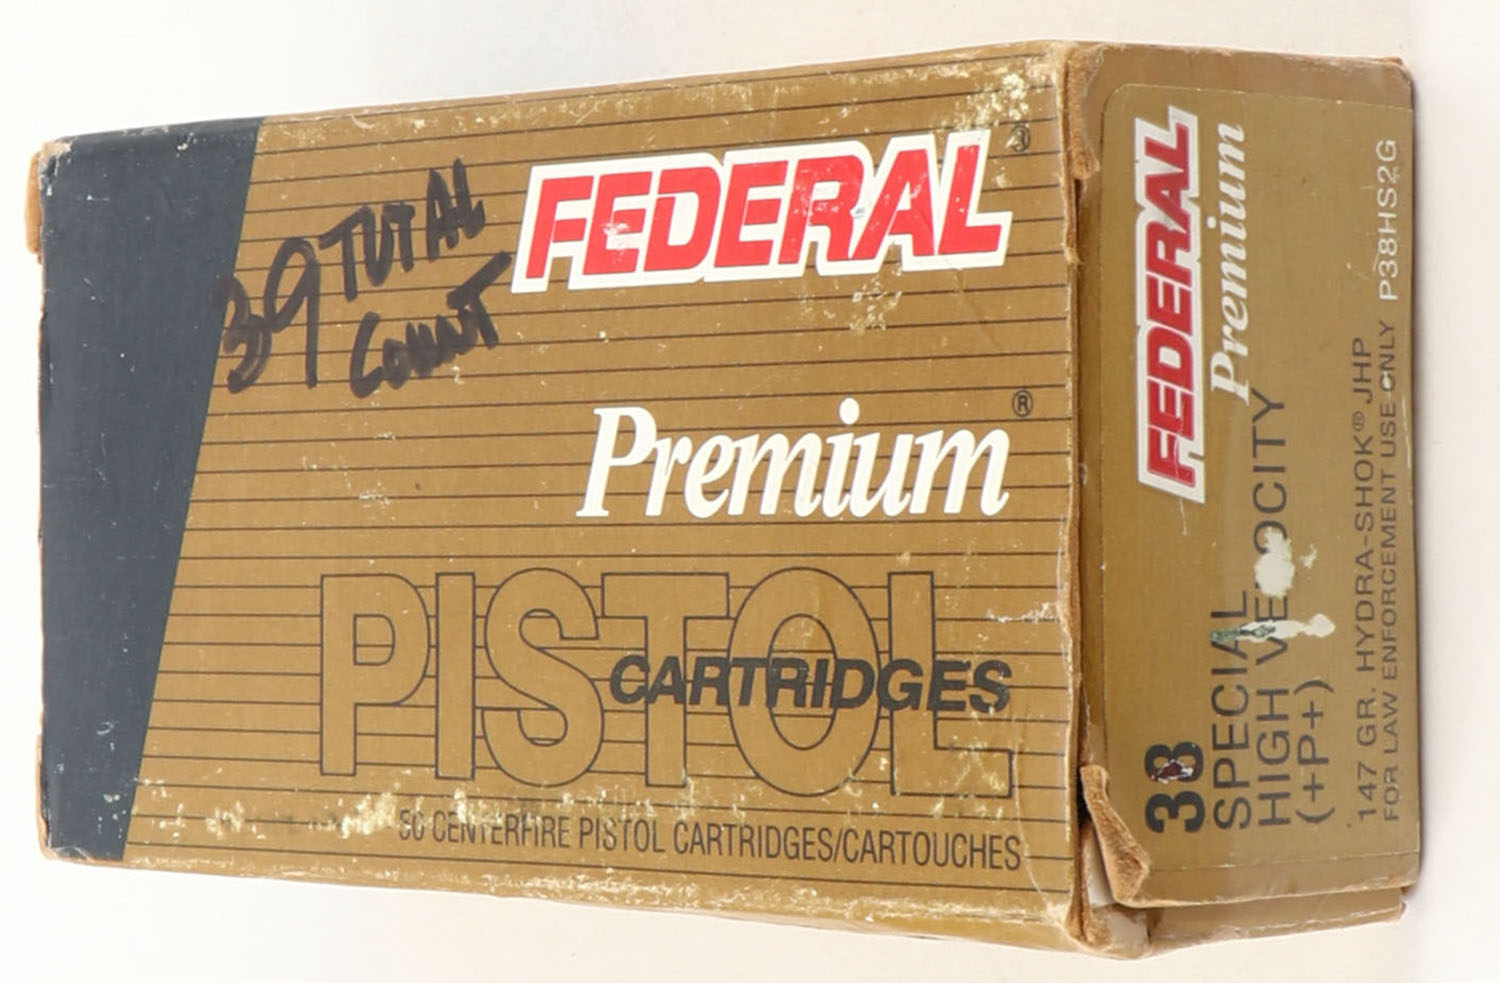 39 TOTAL
COUNT
FEDERAL®
Premium®
PISTOL
CARTRIDGES
50 CENTERFIRE PISTOL CARTRIDGES/CARTOUCHES
FEDERAL
Premium
38
SPECIAL
HIGH VELOCITY
(+P+)
147 GR. HYDRA-SHOK® JHP
FOR LAW ENFORCEMENT USE ONLY P38HS2G